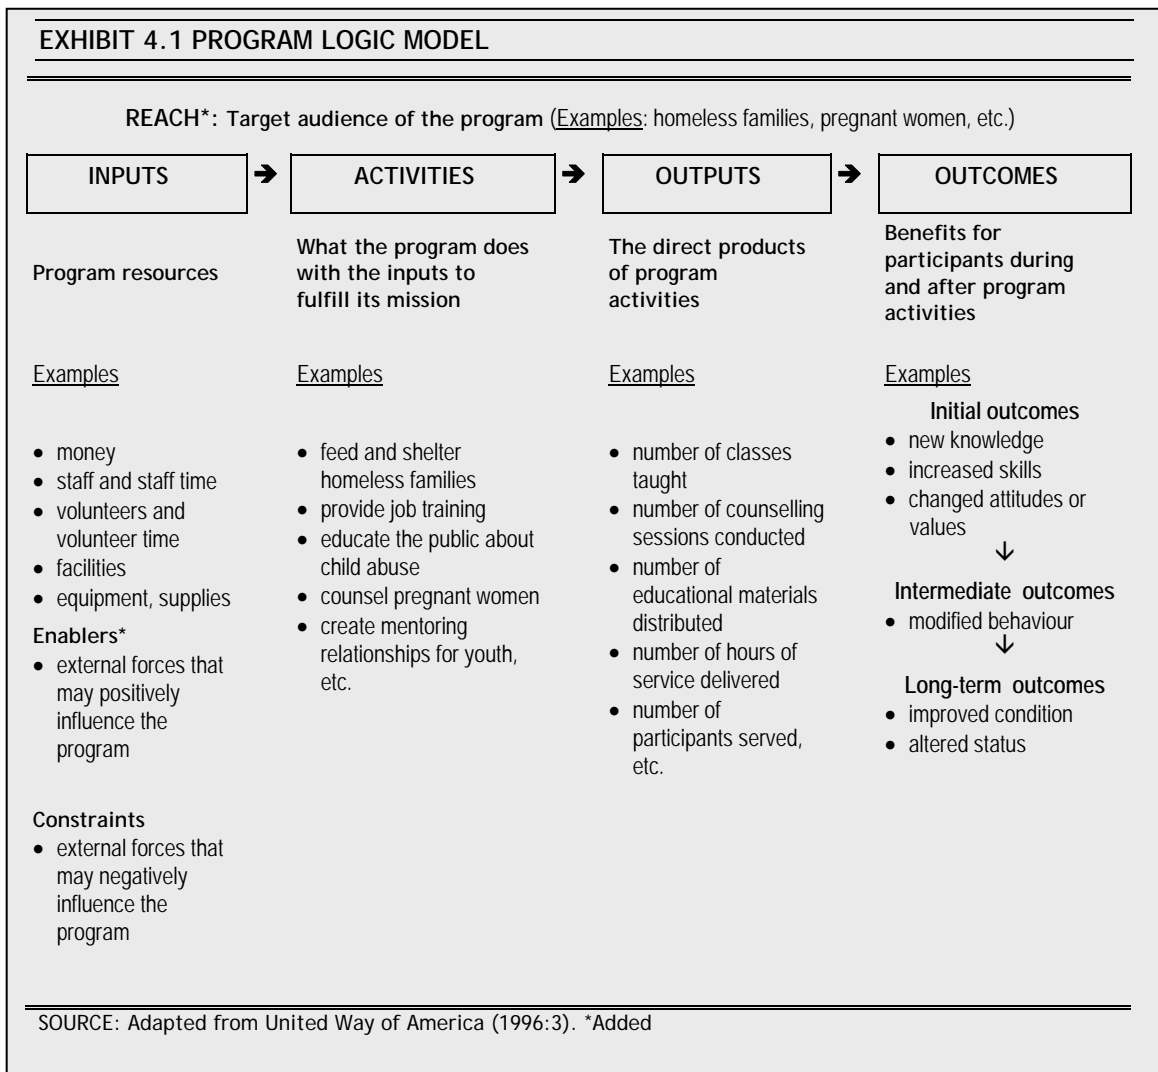 EXHIBIT 4.1 PROGRAM LOGIC MODEL
REACH*: Target audience of the program (Examples: homeless families, pregnant women, etc.)
INPUTS ➔ ACTIVITIES ➔ OUTPUTS ➔ OUTCOMES
Program resources
What the program does
with the inputs to
fulfill its mission
The direct products
of program
activities
Benefits for
participants during
and after program
activities
Examples
• money
• staff and staff time
• volunteers and
volunteer time
• facilities
• equipment, supplies
Enablers*
• external forces that
may positively
influence the
program
Constraints
• external forces that
may negatively
influence the
program
Examples
• feed and shelter
homeless families
• provide job training
• educate the public about
child abuse
• counsel pregnant women
• create mentoring
relationships for youth,
etc.
Examples
• number of classes
taught
• number of counselling
sessions conducted
• number of
educational materials
distributed
• number of hours of
service delivered
• number of
participants served,
etc.
Examples
Initial outcomes
• new knowledge
• increased skills
• changed attitudes or
values
↓
Intermediate outcomes
• modified behaviour
↓
Long-term outcomes
• improved condition
• altered status
SOURCE: Adapted from United Way of America (1996:3). *Added